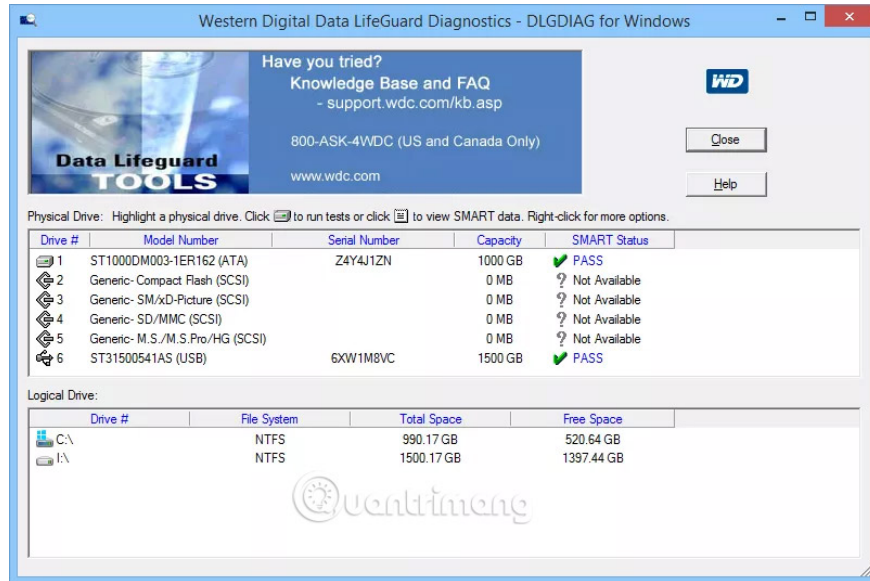 Western Digital Data LifeGuard Diagnostics - DLGDIAG for Windows
Have you tried?
Knowledge Base and FAQ
- support.wdc.com/kb.asp
800-ASK-4WDC (US and Canada Only)
www.wdc.com
Data Lifeguard
TOOLS
WD
Close
Help
Physical Drive: Highlight a physical drive. Click to run tests or click to view SMART data. Right-click for more options.
Drive # Model Number Serial Number Capacity SMART Status
1 ST1000DM003-1ER162 (ATA) Z4Y4J1ZN 1000 GB PASS
2 Generic- Compact Flash (SCSI) 0 MB ? Not Available
3 Generic- SM/xD-Picture (SCSI) 0 MB ? Not Available
4 Generic- SD/MMC (SCSI) 0 MB ? Not Available
5 Generic- M.S./M.S.Pro/HG (SCSI) 0 MB ? Not Available
6 ST31500541AS (USB) 6XW1M8VC 1500 GB PASS
Logical Drive:
Drive # File System Total Space Free Space
C:\ NTFS 990.17 GB 520.64 GB
I:\ NTFS 1500.17 GB 1397.44 GB
Quantrimang